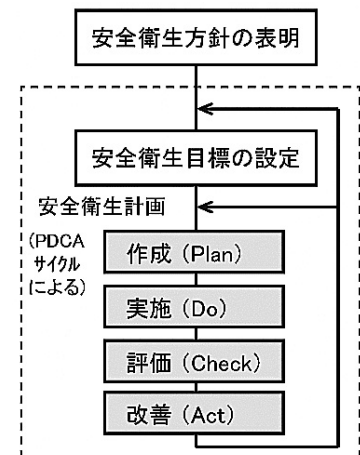 安全衛生方針の表明
安全衛生目標の設定
安全衛生計画
(PDCA
サイクル
による)
作成（Plan）
実施（Do）
評価（Check）
改善（Act）